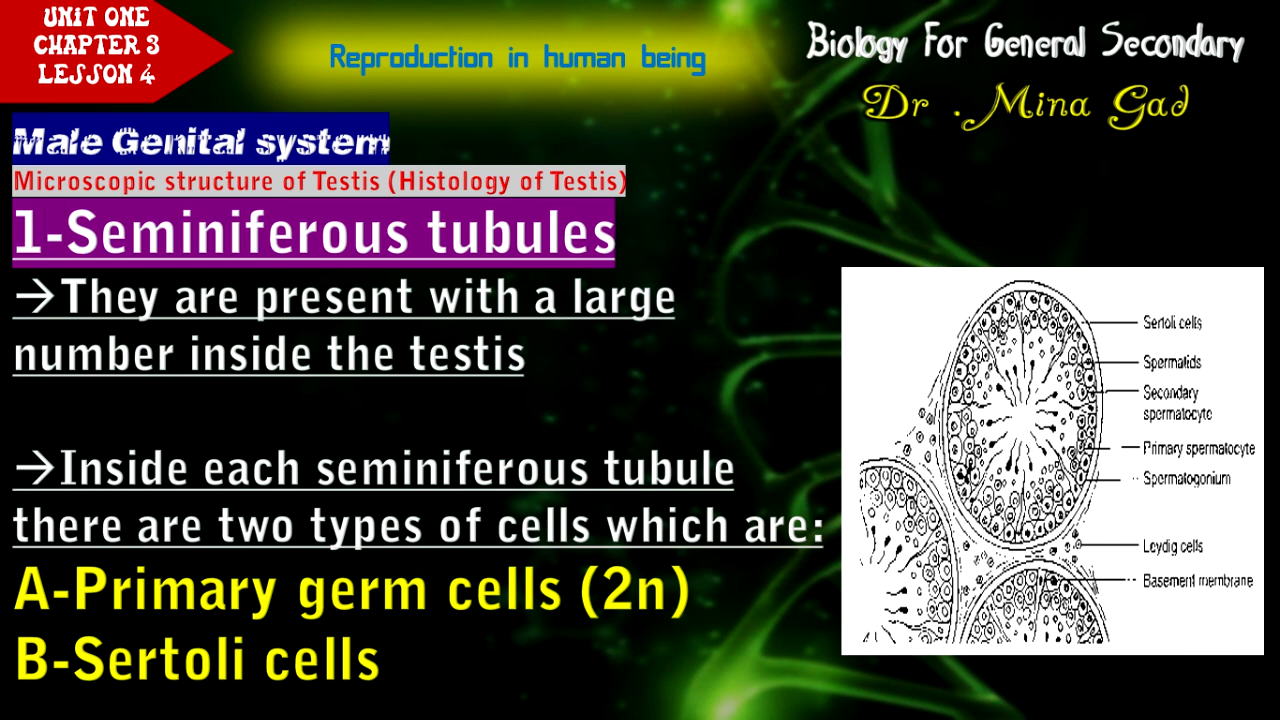 UNIT ONE
CHAPTER 3
LESSON 4
Reproduction in human being
Biology For General Secondary
Dr .Mina Gad
Male Genital system
Microscopic structure of Testis (Histology of Testis)
1-Seminiferous tubules
→They are present with a large
number inside the testis
→Inside each seminiferous tubule
there are two types of cells which are:
A-Primary germ cells (2n)
B-Sertoli cells
Sertoli cells
Spermatids
Secondary
spermatocyte
Primary spermatocyte
Spermatogonium
Leydig cells
Basement membrane